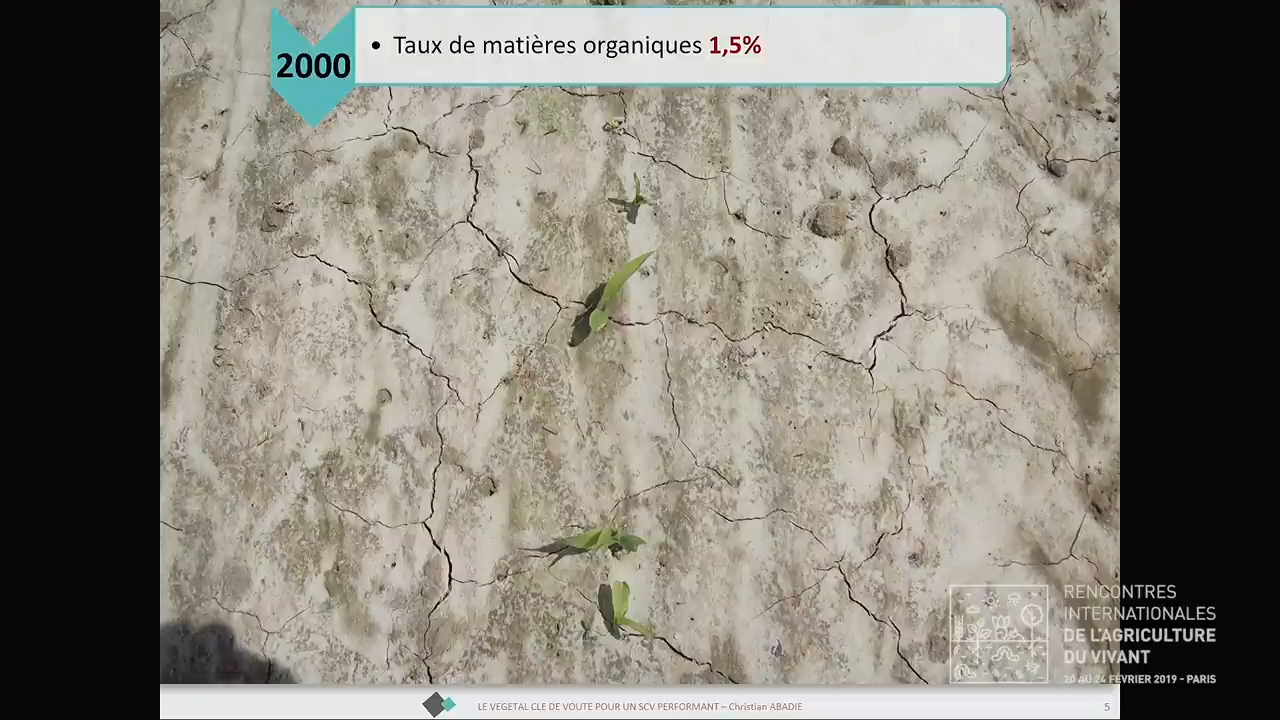 2000
• Taux de matières organiques 1,5%
RENCONTRES
INTERNATIONALES
DE L'AGRICULTURE
DU VIVANT
20 AU 24 FÉVRIER 2019 - PARIS
LE VEGETAL CLE DE VOUTE POUR UN SCV PERFORMANT – Christian ABADIE
5